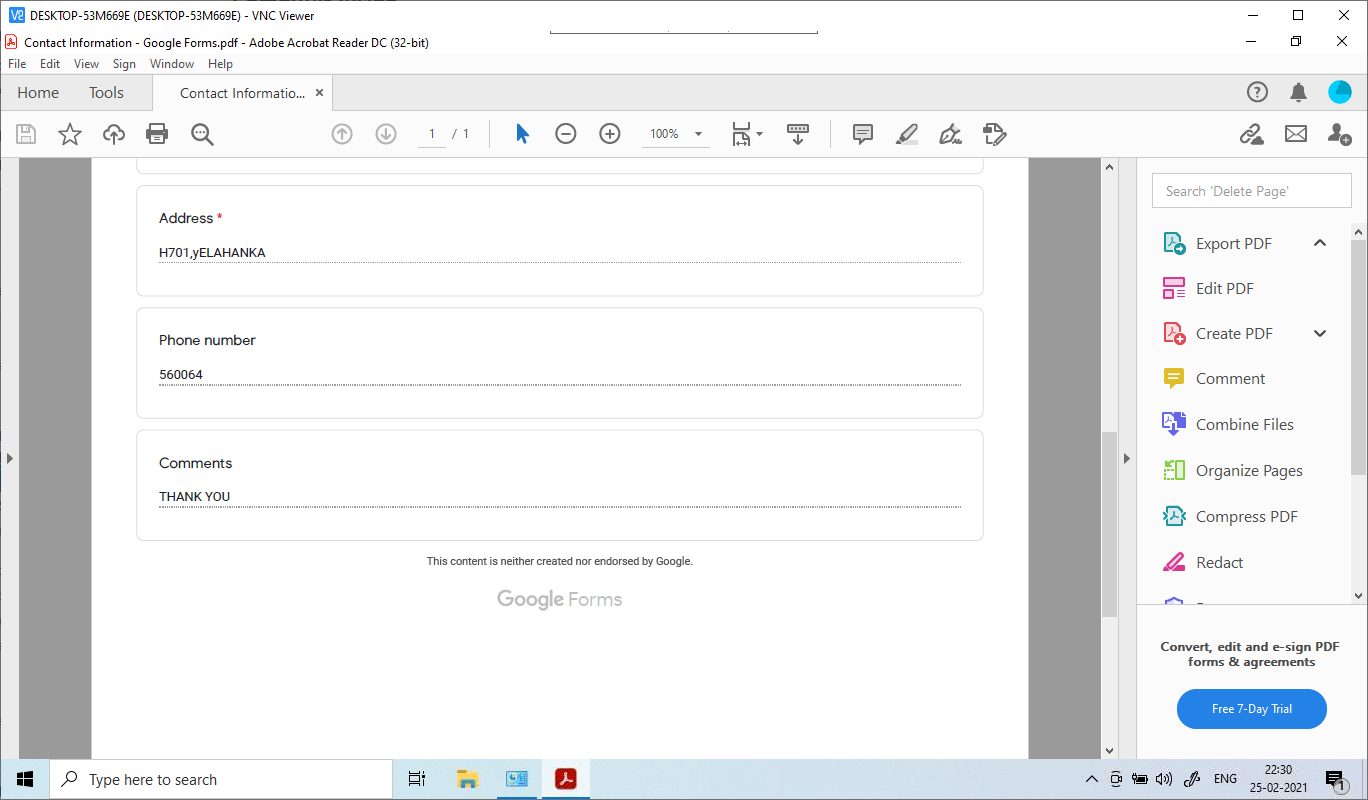 DESKTOP-53M669E (DESKTOP-53M669E) - VNC Viewer
Contact Information - Google Forms.pdf - Adobe Acrobat Reader DC (32-bit)
File Edit View Sign Window Help
Home Tools Contact Informatio... ×
1 / 1 100%
Search 'Delete Page'
Address *
H701,yELAHANKA
Phone number
560064
Comments
THANK YOU
This content is neither created nor endorsed by Google.
Google Forms
Export PDF
Edit PDF
Create PDF
Comment
Combine Files
Organize Pages
Compress PDF
Redact
Convert, edit and e-sign PDF
forms & agreements
Free 7-Day Trial
Type here to search
ENG
22:30
25-02-2021
1